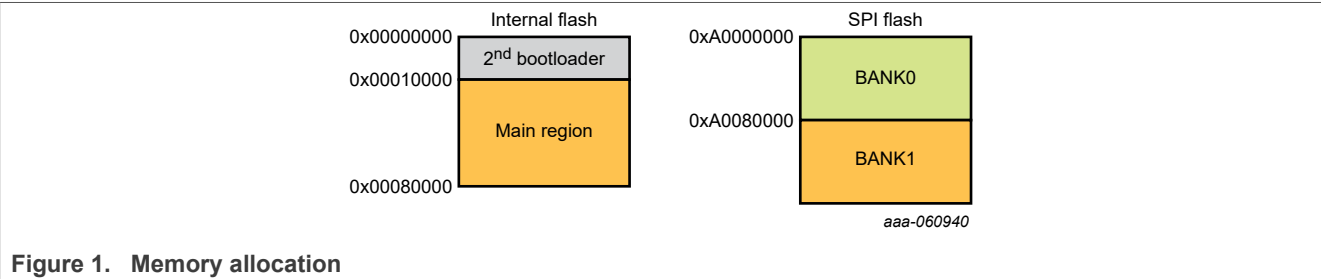 Internal flash
0x00000000
2nd bootloader
0x00010000
Main region
0x00080000
SPI flash
0xA0000000
BANK0
0xA0080000
BANK1
aaa-060940
Figure 1. Memory allocation